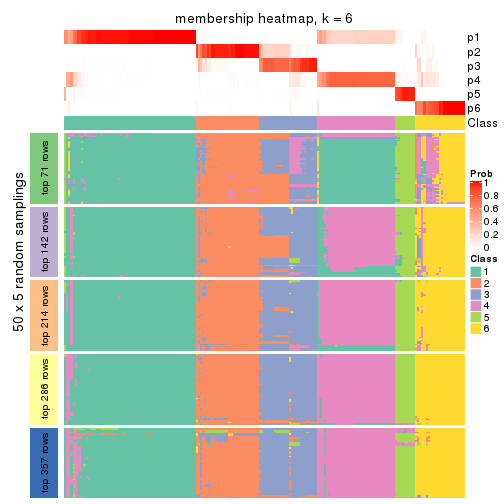 membership heatmap, k = 6
p1
p2
p3
p4
p5
p6
Class
50 x 5 random samplings
top 71 rows
top 142 rows
top 214 rows
top 286 rows
top 357 rows
Prob
1
0.8
0.6
0.4
0.2
0
Class
1
2
3
4
5
6